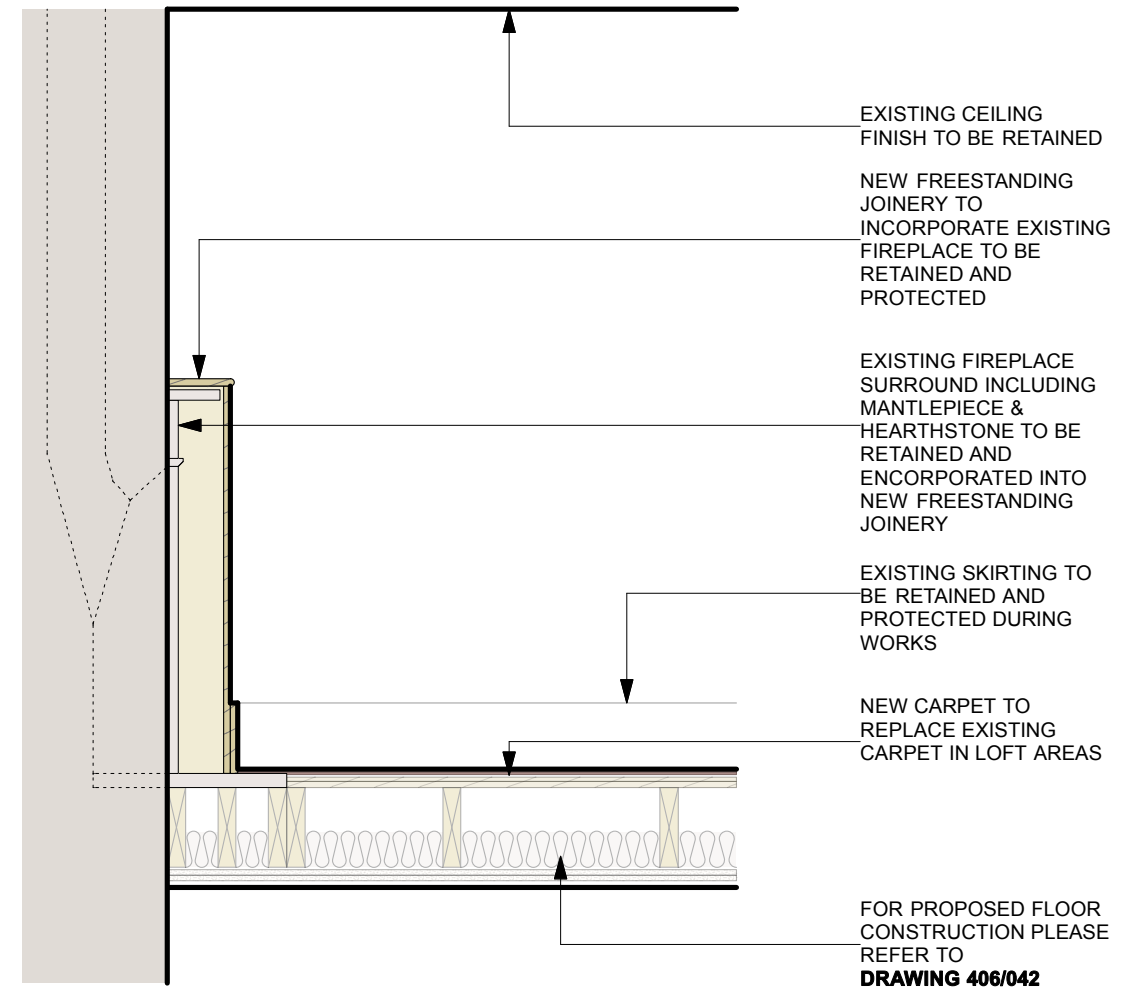 EXISTING CEILING
FINISH TO BE RETAINED
NEW FREESTANDING
JOINERY TO
INCORPORATE EXISTING
FIREPLACE TO BE
RETAINED AND
PROTECTED
EXISTING FIREPLACE
SURROUND INCLUDING
MANTLEPIECE &
HEARTHSTONE TO BE
RETAINED AND
ENCORPORATED INTO
NEW FREESTANDING
JOINERY
EXISTING SKIRTING TO
BE RETAINED AND
PROTECTED DURING
WORKS
NEW CARPET TO
REPLACE EXISTING
CARPET IN LOFT AREAS
FOR PROPOSED FLOOR
CONSTRUCTION PLEASE
REFER TO
DRAWING 406/042